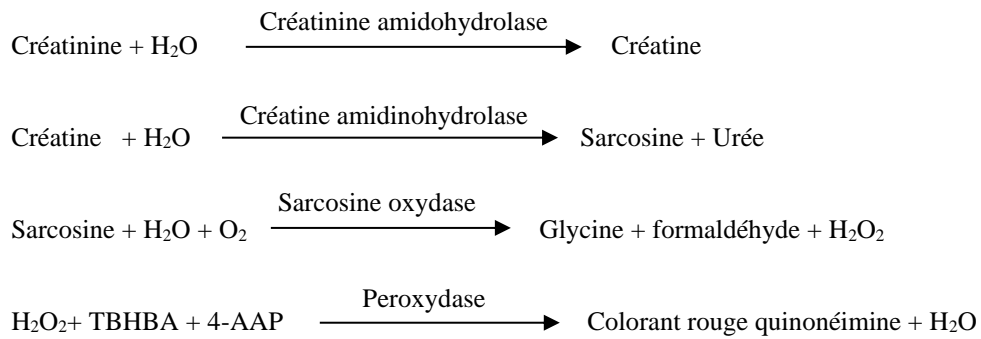 Créatinine amidohydrolase
Créatinine + H₂O → Créatine
Créatine amidinohydrolase
Créatine + H₂O → Sarcosine + Urée
Sarcosine oxydase
Sarcosine + H₂O + O₂ → Glycine + formaldéhyde + H₂O₂
Peroxydase
H₂O₂+ TBHBA + 4-AAP → Colorant rouge quinonéimine + H₂O